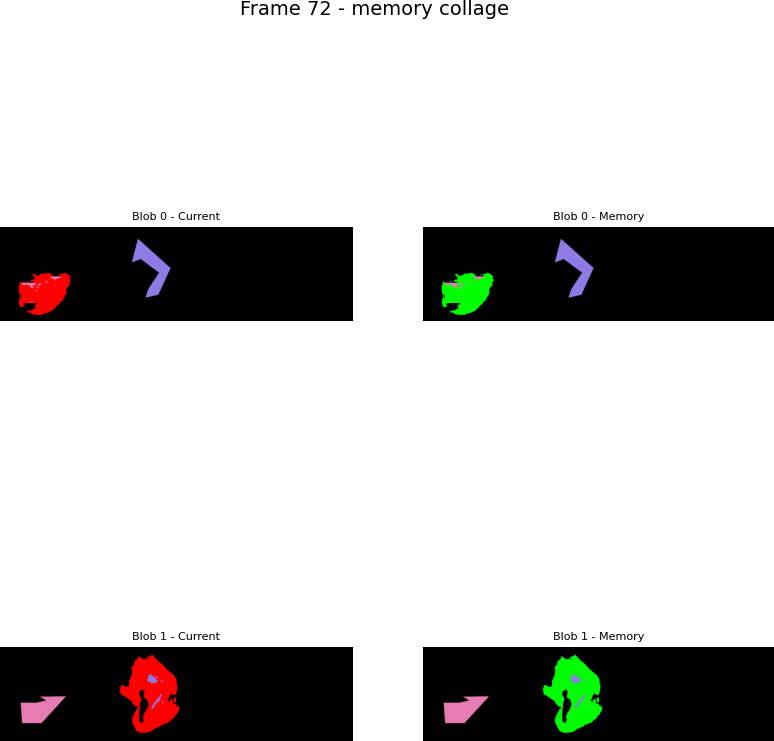 Frame 72 - memory collage
Blob 0 - Current
Blob 0 - Memory
Blob 1 - Current
Blob 1 - Memory